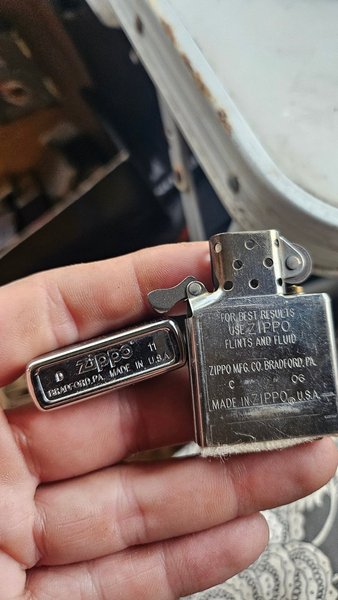 D zippo 11
BRADFORD, PA. MADE IN U.S.A.
FOR BEST RESULTS
USE ZIPPO
FLINTS AND FLUID
ZIPPO MFG. CO. BRADFORD, PA.
C 06
MADE IN ZIPPO® U.S.A.